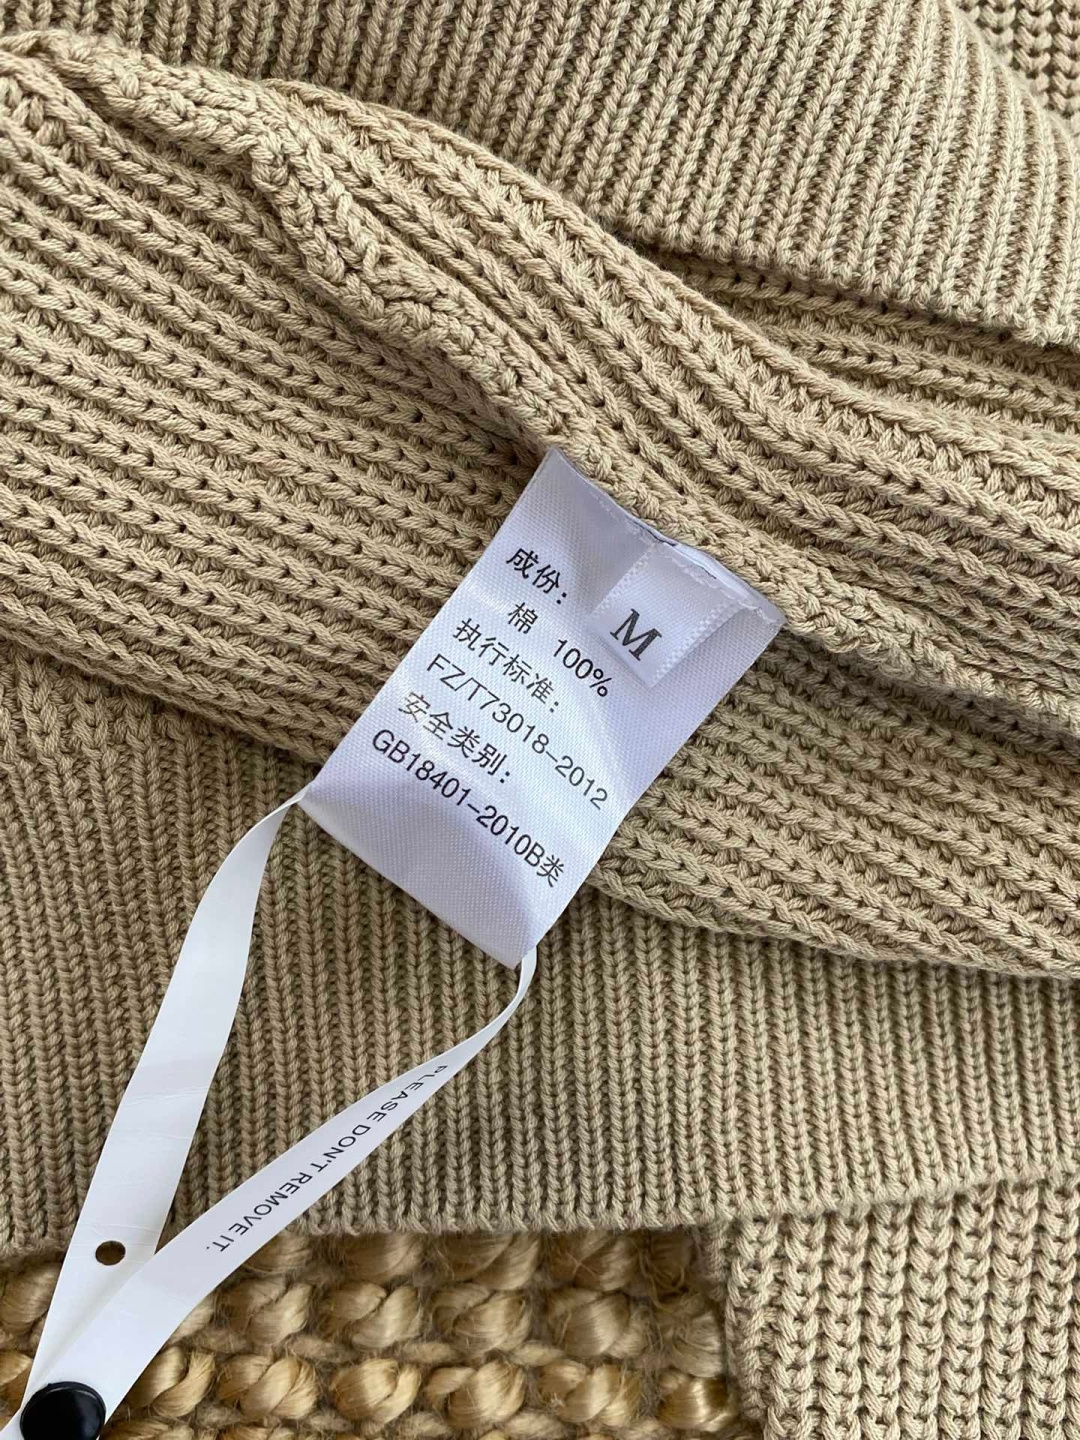 M
成份：
棉 100%
执行标准：
FZ/T73018-2012
安全类别：
GB18401-2010B类
PLEASE DON'T REMOVE IT.